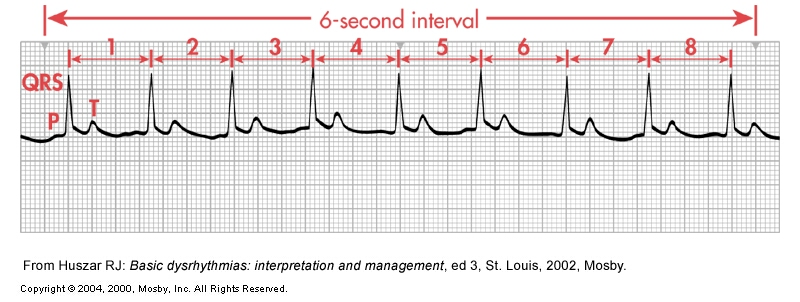 6-second interval
1 2 3 4 5 6 7 8
QRS
T
P
From Huszar RJ: Basic dysrhythmias: interpretation and management, ed 3, St. Louis, 2002, Mosby.
Copyright © 2004, 2000, Mosby, Inc. All Rights Reserved.